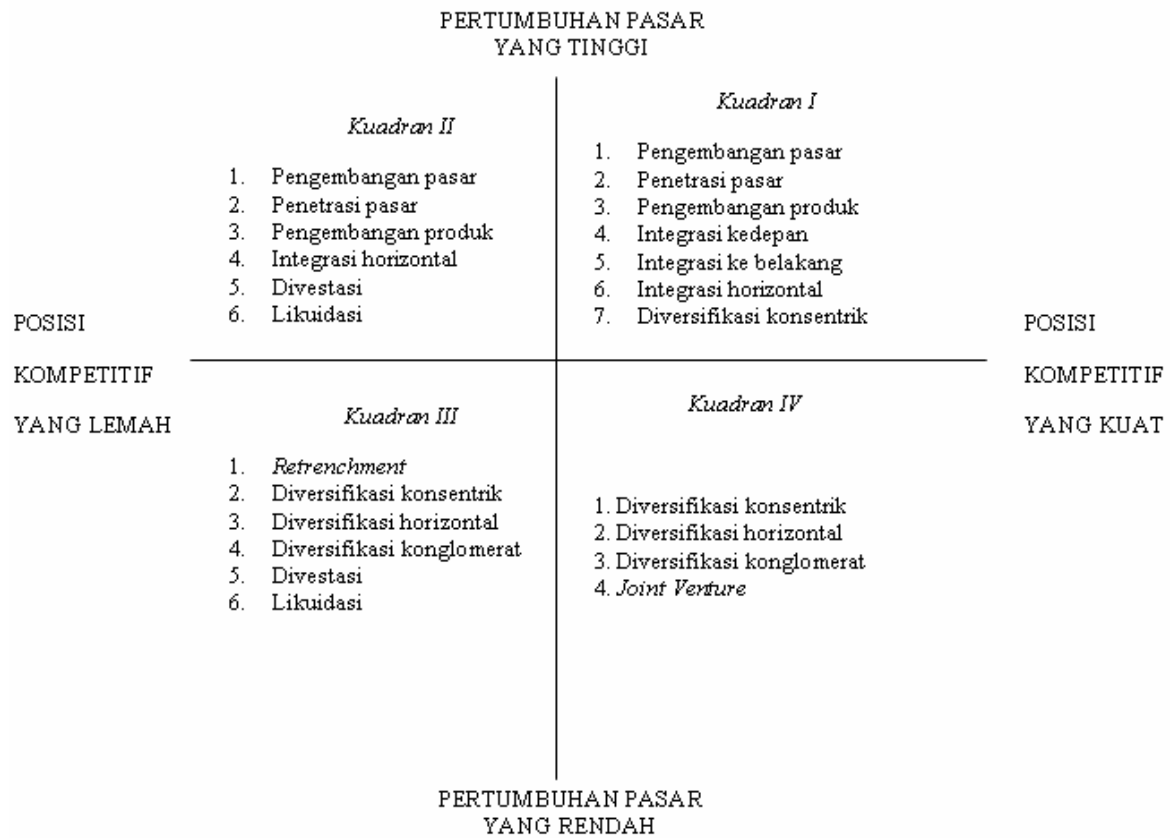 PERTUMBUHAN PASAR
YANG TINGGI
Kuadran II
1. Pengembangan pasar
2. Penetrasi pasar
3. Pengembangan produk
4. Integrasi horizontal
5. Divestasi
6. Likuidasi
Kuadran I
1. Pengembangan pasar
2. Penetrasi pasar
3. Pengembangan produk
4. Integrasi kedepan
5. Integrasi ke belakang
6. Integrasi horizontal
7. Diversifikasi konsentrik
POSISI
KOMPETITIF
YANG LEMAH
POSISI
KOMPETITIF
YANG KUAT
Kuadran III
1. Retrenchment
2. Diversifikasi konsentrik
3. Diversifikasi horizontal
4. Diversifikasi konglomerat
5. Divestasi
6. Likuidasi
Kuadran IV
1. Diversifikasi konsentrik
2. Diversifikasi horizontal
3. Diversifikasi konglomerat
4. Joint Venture
PERTUMBUHAN PASAR
YANG RENDAH